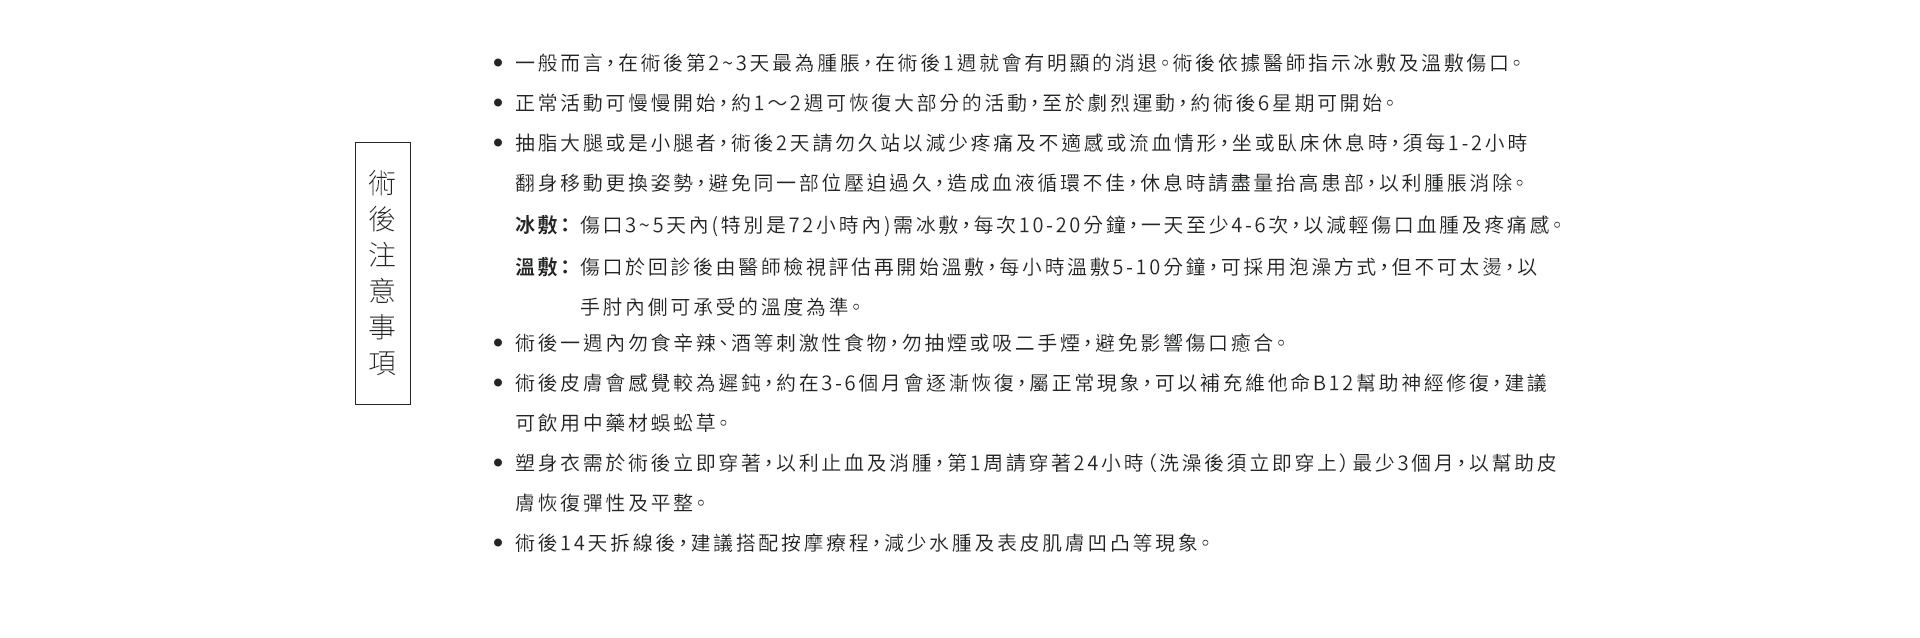 術後注意事項
• 一般而言，在術後第2~3天最為腫脹，在術後1週就會有明顯的消退。術後依據醫師指示冰敷及溫敷傷口。
• 正常活動可慢慢開始，約1～2週可恢復大部分的活動，至於劇烈運動，約術後6星期可開始。
• 抽脂大腿或是小腿者，術後2天請勿久站以減少疼痛及不適感或流血情形，坐或臥床休息時，須每1-2小時
翻身移動更換姿勢，避免同一部位壓迫過久，造成血液循環不佳，休息時請盡量抬高患部，以利腫脹消除。
冰敷：傷口3~5天內(特別是72小時內)需冰敷，每次10-20分鐘，一天至少4-6次，以減輕傷口血腫及疼痛感。
溫敷：傷口於回診後由醫師檢視評估再開始溫敷，每小時溫敷5-10分鐘，可採用泡澡方式，但不可太燙，以
手肘內側可承受的溫度為準。
• 術後一週內勿食辛辣、酒等刺激性食物，勿抽煙或吸二手煙，避免影響傷口癒合。
• 術後皮膚會感覺較為遲鈍，約在3-6個月會逐漸恢復，屬正常現象，可以補充維他命B12幫助神經修復，建議
可飲用中藥材蜈蚣草。
• 塑身衣需於術後立即穿著，以利止血及消腫，第1周請穿著24小時（洗澡後須立即穿上）最少3個月，以幫助皮
膚恢復彈性及平整。
• 術後14天拆線後，建議搭配按摩療程，減少水腫及表皮肌膚凹凸等現象。